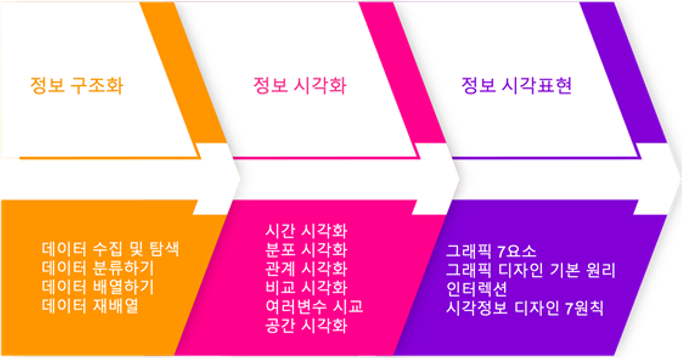 정보 구조화
정보 시각화
정보 시각표현
데이터 수집 및 탐색
데이터 분류하기
데이터 배열하기
데이터 재배열
시간 시각화
분포 시각화
관계 시각화
비교 시각화
여러변수 시교
공간 시각화
그래픽 7요소
그래픽 디자인 기본 원리
인터렉션
시각정보 디자인 7원칙